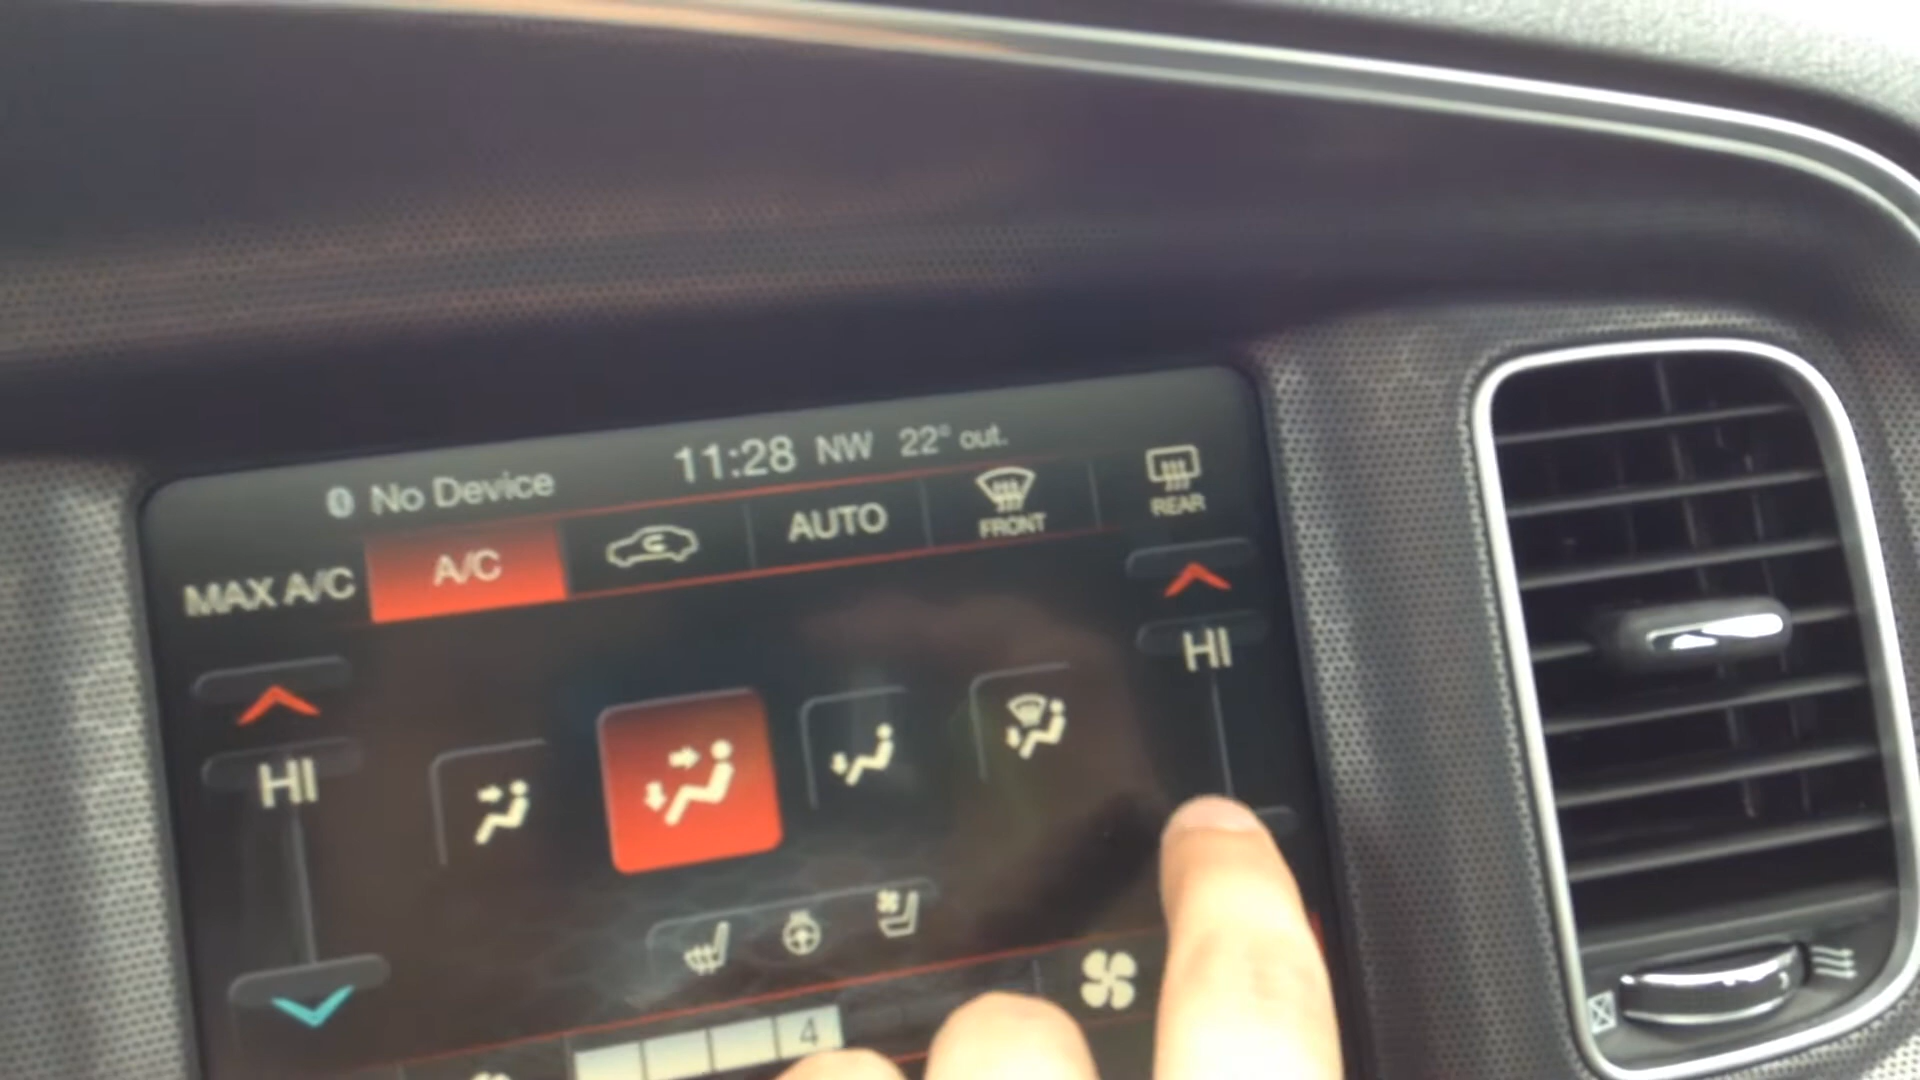 No Device 11:28 NW 22° out.
MAX A/C A/C AUTO FRONT REAR
HI HI
4